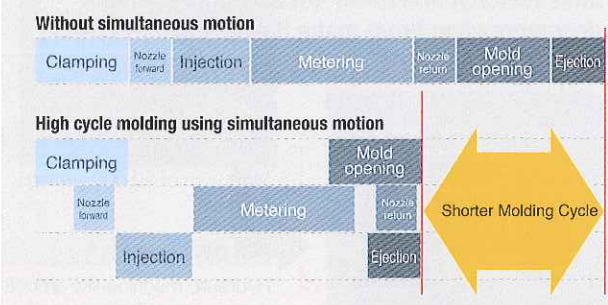 Without simultaneous motion
Clamping
Nozzle
forward
Injection
Metering
Nozzle
return
Mold
opening
Ejection
High cycle molding using simultaneous motion
Clamping
Mold
opening
Nozzle
forward
Metering
Nozzle
return
Shorter Molding Cycle
Injection
Ejection